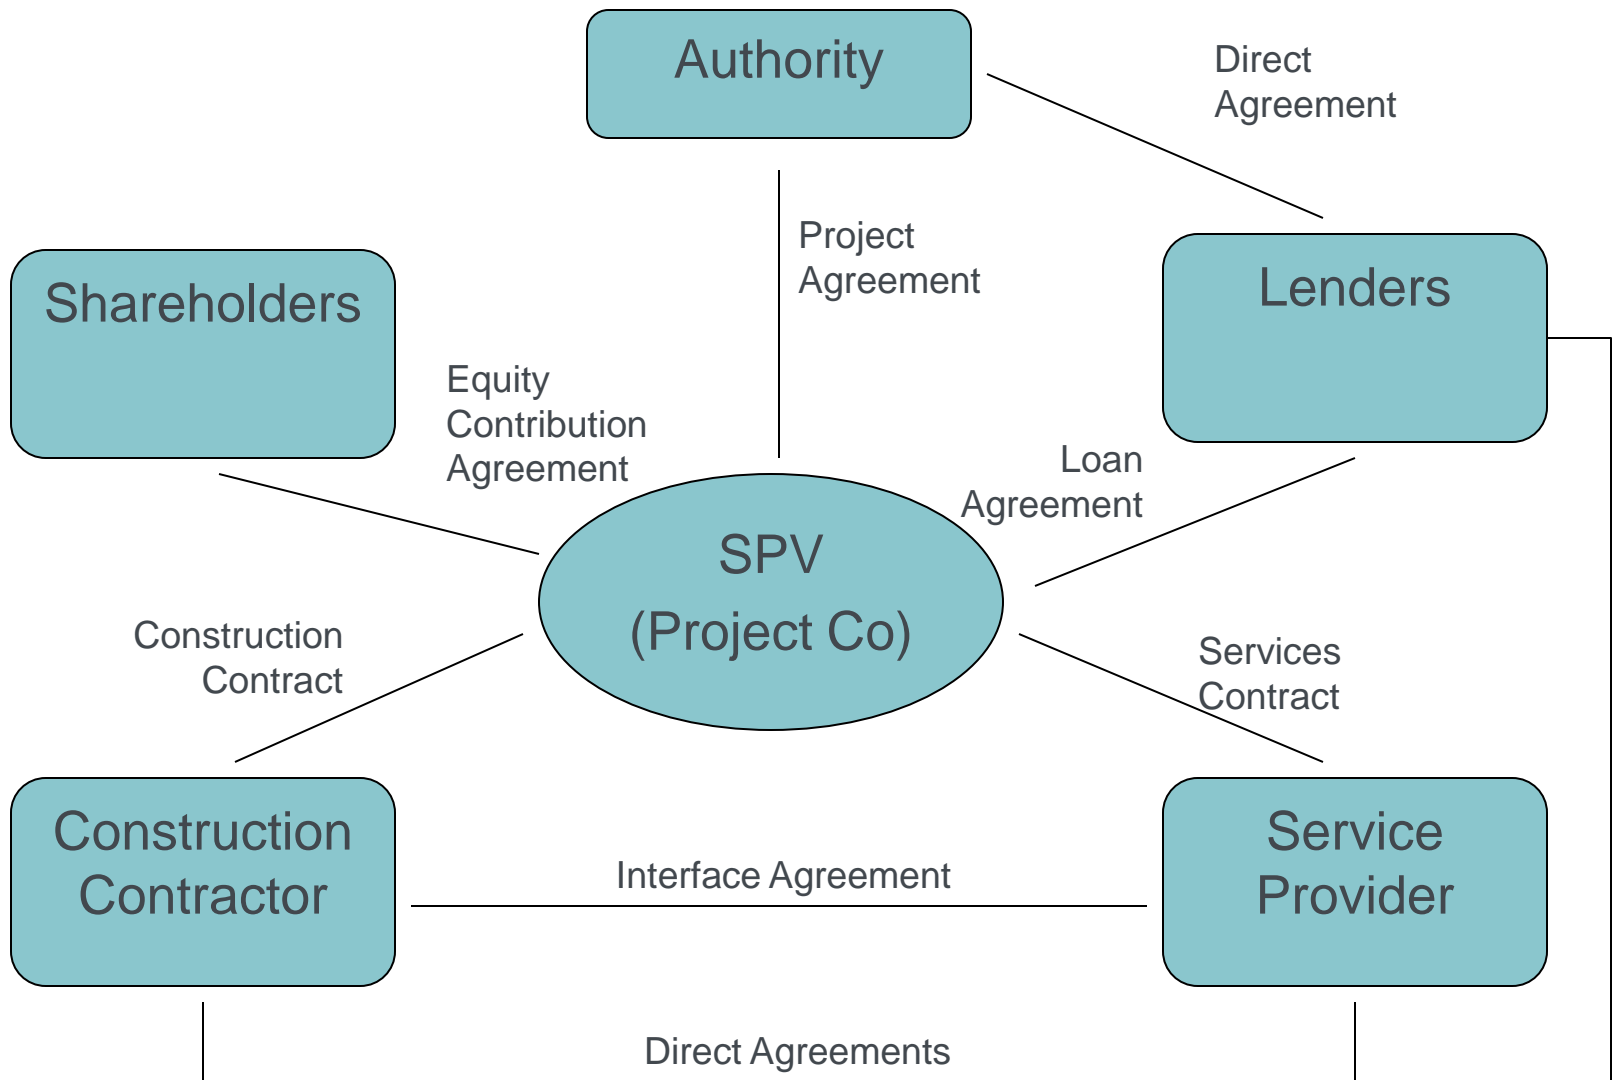 Authority
Direct
Agreement
Project
Agreement
Shareholders
Lenders
Equity
Contribution
Agreement
Loan
Agreement
SPV
(Project Co)
Construction
Contract
Services
Contract
Construction
Contractor
Service
Provider
Interface Agreement
Direct Agreements